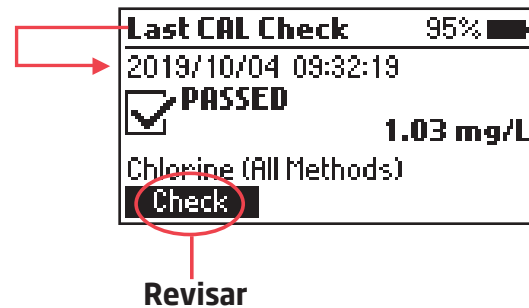 Last CAL Check 95%
2019/10/04 09:32:19
PASSED
1.03 mg/L
Chlorine (All Methods)
Check
Revisar